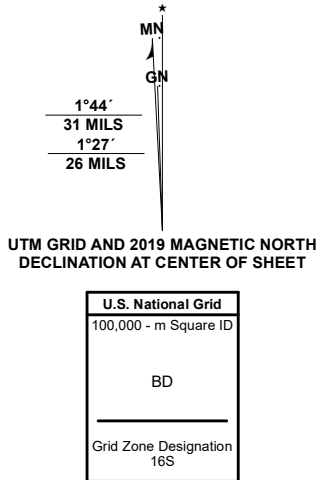 ★
MN
GN
1°44´
31 MILS
1°27´
26 MILS
UTM GRID AND 2019 MAGNETIC NORTH
DECLINATION AT CENTER OF SHEET
U.S. National Grid
100,000 - m Square ID
BD
Grid Zone Designation
16S